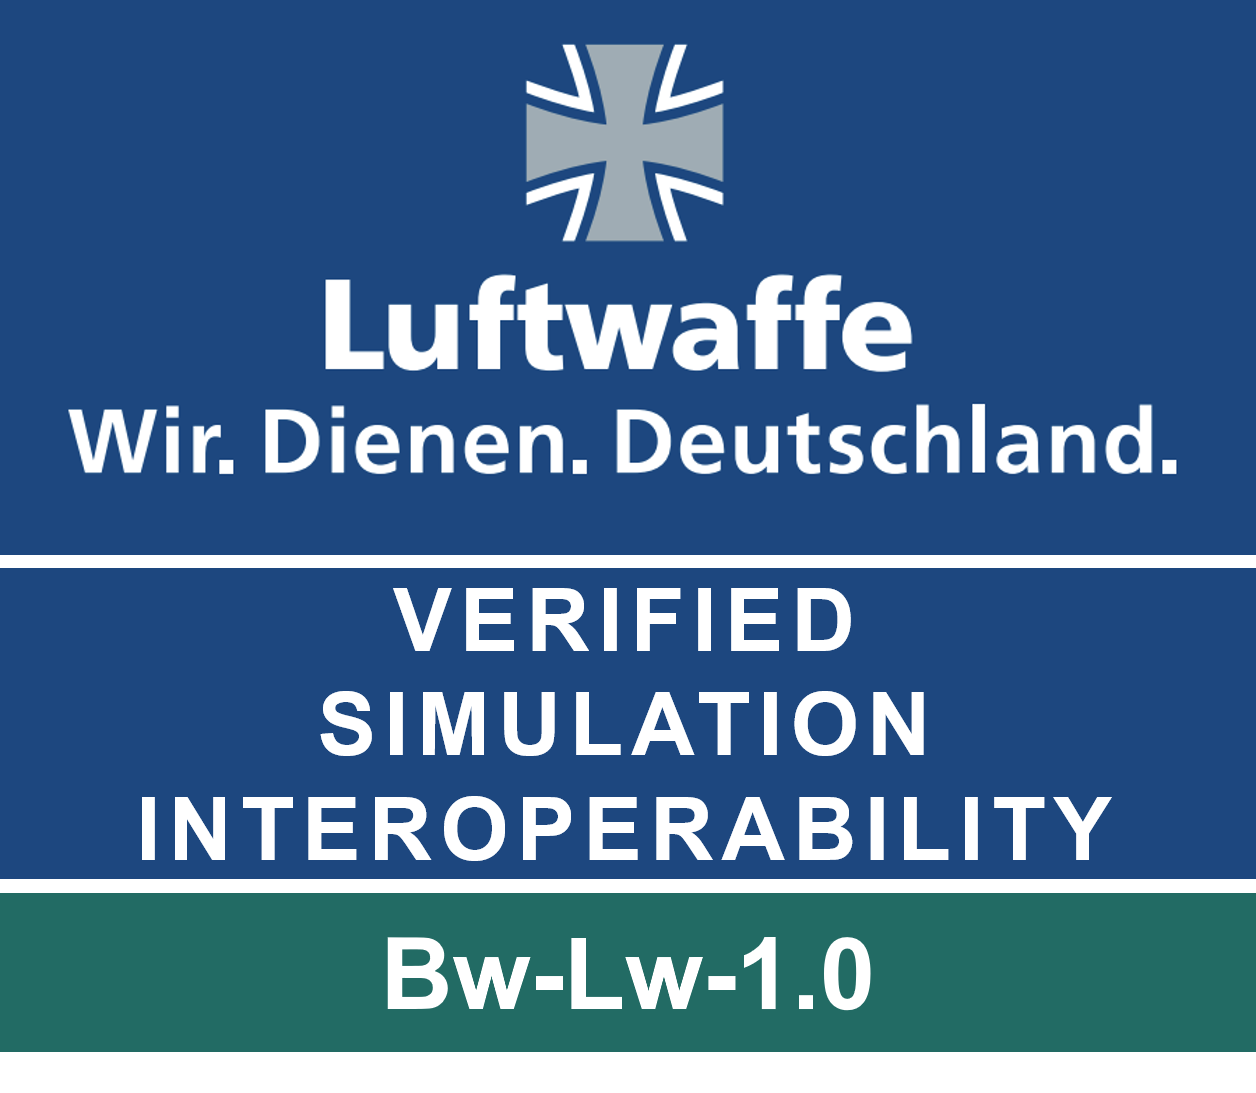 Luftwaffe
Wir. Dienen. Deutschland.
VERIFIED
SIMULATION
INTEROPERABILITY
Bw-Lw-1.0